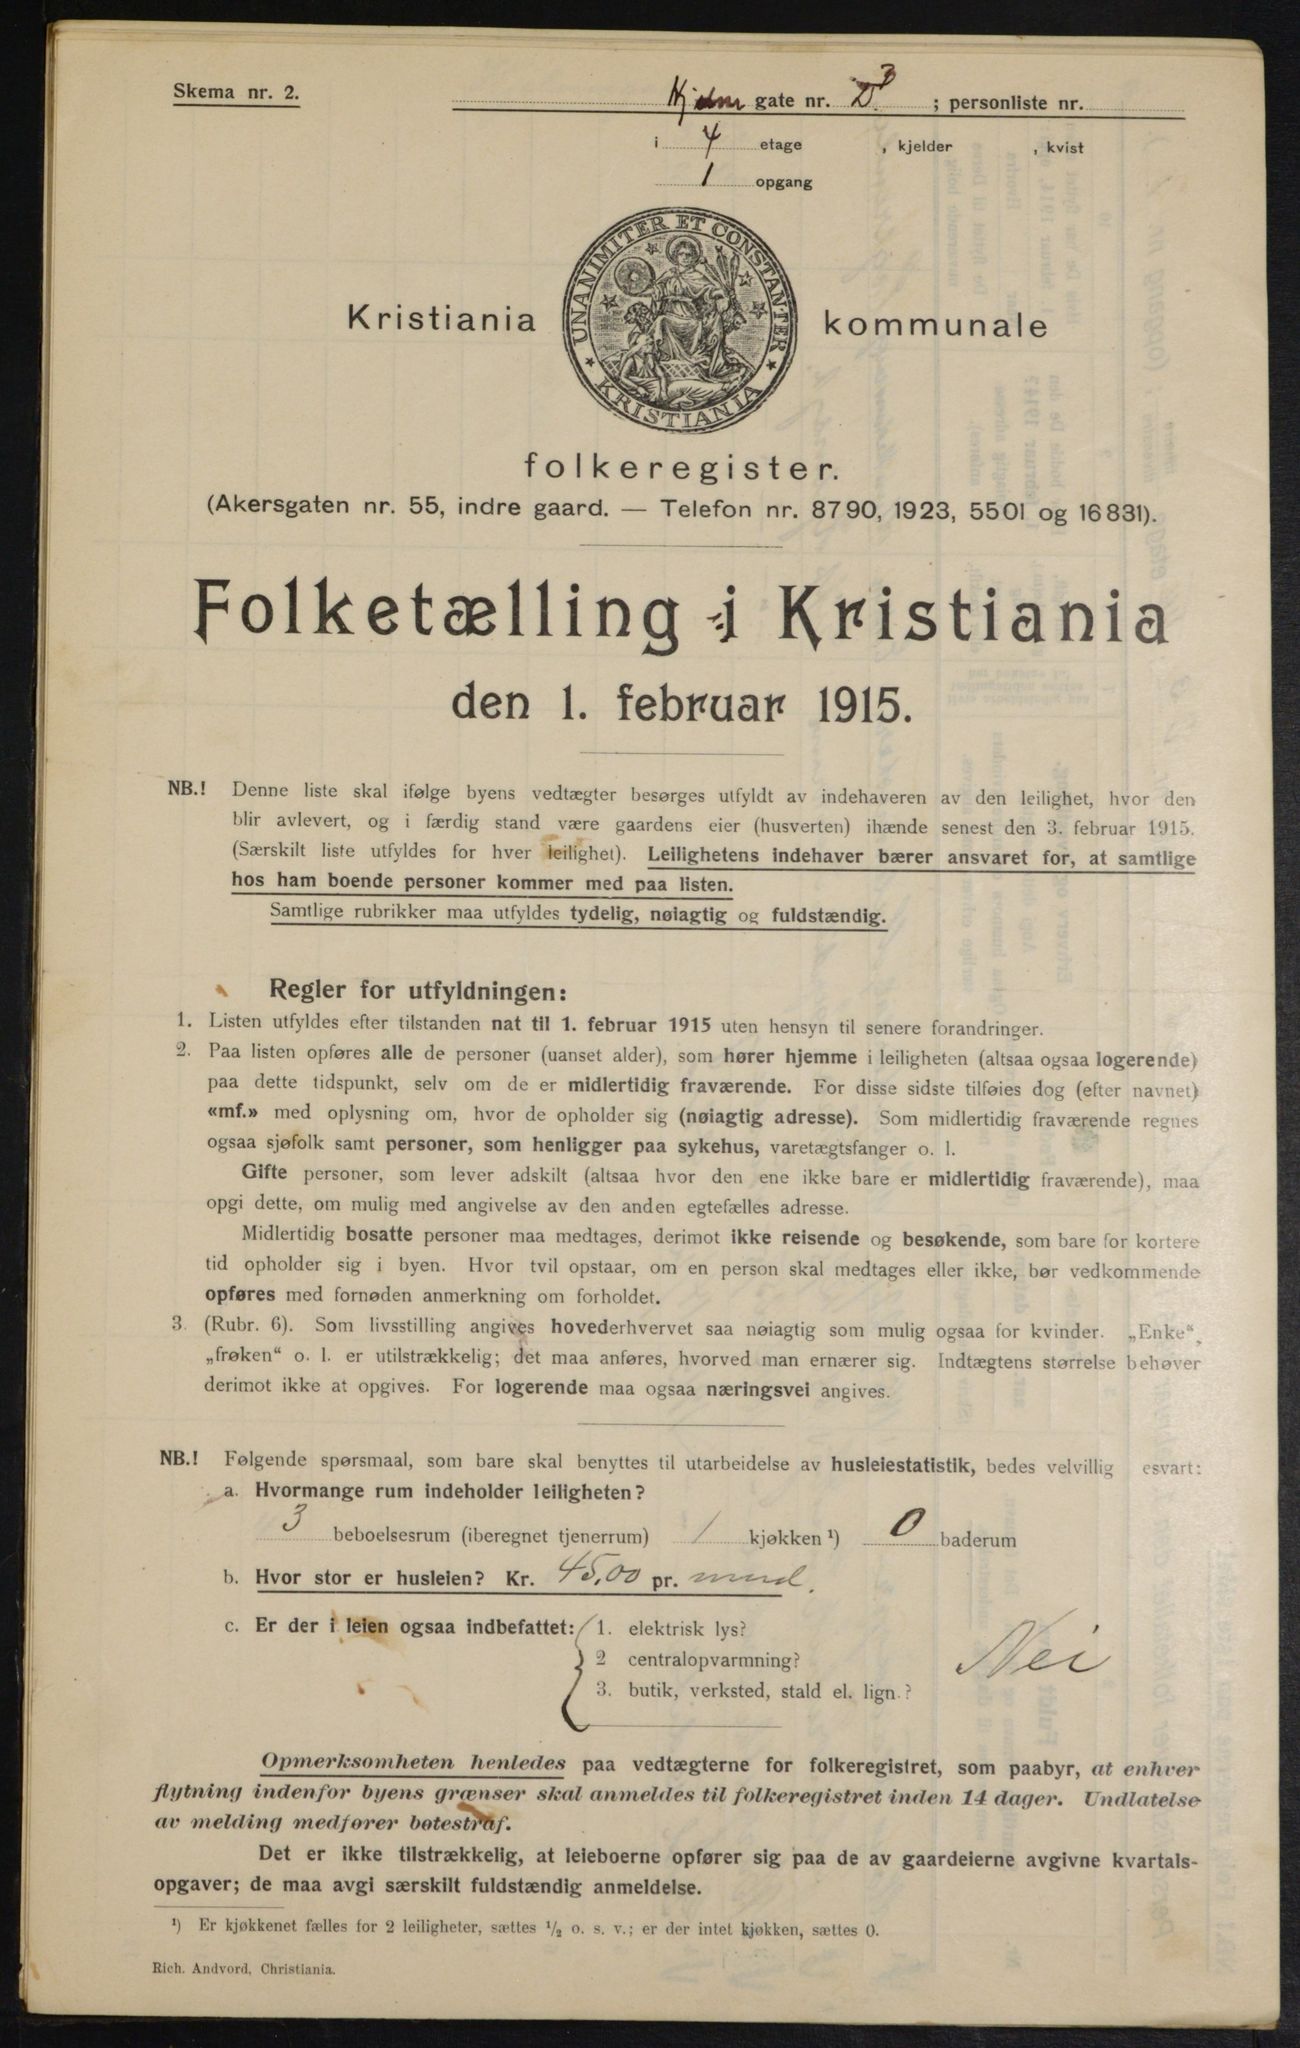 Skema nr. 2.
gate nr. ; personliste nr.
i 4 etage , kjelder , kvist
1 opgang
UNANIMITER ET CONSTANTER
KRISTIANIA
Kristiania kommunale
folkeregister.
(Akersgaten nr. 55, indre gaard. — Telefon nr. 8790, 1923, 5501 og 16831).
Folketælling i Kristiania
den 1. februar 1915.
NB.! Denne liste skal ifølge byens vedtægter besørges utfyldt av indehaveren av den leilighet, hvor den
blir avlevert, og i færdig stand være gaardens eier (husverten) ihænde senest den 3. februar 1915.
(Særskilt liste utfyldes for hver leilighet). Leilighetens indehaver bærer ansvaret for, at samtlige
hos ham boende personer kommer med paa listen.
Samtlige rubrikker maa utfyldes tydelig, nøiagtig og fuldstændig.
Regler for utfyldningen:
1. Listen utfyldes efter tilstanden nat til 1. februar 1915 uten hensyn til senere forandringer.
2. Paa listen opføres alle de personer (uanset alder), som hører hjemme i leiligheten (altsaa ogsaa logerende)
paa dette tidspunkt, selv om de er midlertidig fraværende. For disse sidste tilføies dog (efter navnet)
«mf.» med oplysning om, hvor de opholder sig (nøiagtig adresse). Som midlertidig fraværende regnes
ogsaa sjøfolk samt personer, som henligger paa sykehus, varetægtsfanger o. l.
Gifte personer, som lever adskilt (altsaa hvor den ene ikke bare er midlertidig fraværende), maa
opgi dette, om mulig med angivelse av den anden egtefælles adresse.
Midlertidig bosatte personer maa medtages, derimot ikke reisende og besøkende, som bare for kortere
tid opholder sig i byen. Hvor tvil opstaar, om en person skal medtages eller ikke, bør vedkommende
opføres med fornøden anmerkning om forholdet.
3. (Rubr. 6). Som livsstilling angives hovederhvervet saa nøiagtig som mulig ogsaa for kvinder. „Enke“,
„frøken“ o. l. er utilstrækkelig; det maa anføres, hvorved man ernærer sig. Indtægtens størrelse behøver
derimot ikke at opgives. For logerende maa ogsaa næringsvei angives.
NB.! Følgende spørsmaal, som bare skal benyttes til utarbeidelse av husleiestatistik, bedes velvillig esvart:
a. Hvormange rum indeholder leiligheten?
3 beboelsesrum (iberegnet tjenerrum) 1 kjøkken ¹) 0 baderum
b. Hvor stor er husleien? Kr. 45,00 pr. mnd.
c. Er der i leien ogsaa indbefattet: 1. elektrisk lys?
2 centralopvarmning?
3. butik, verksted, stald el. lign.?
Nei
Opmerksomheten henledes paa vedtægterne for folkeregistret, som paabyr, at enhver
flytning indenfor byens grænser skal anmeldes til folkeregistret inden 14 dager. Undlatelse
av melding medfører bøtestraf.
Det er ikke tilstrækkelig, at leieboerne opfører sig paa de av gaardeierne avgivne kvartals-
opgaver; de maa avgi særskilt fuldstændig anmeldelse.
¹) Er kjøkkenet fælles for 2 leiligheter, sættes ½ o. s. v.; er der intet kjøkken, sættes 0.
Rich. Andvord, Christiania.